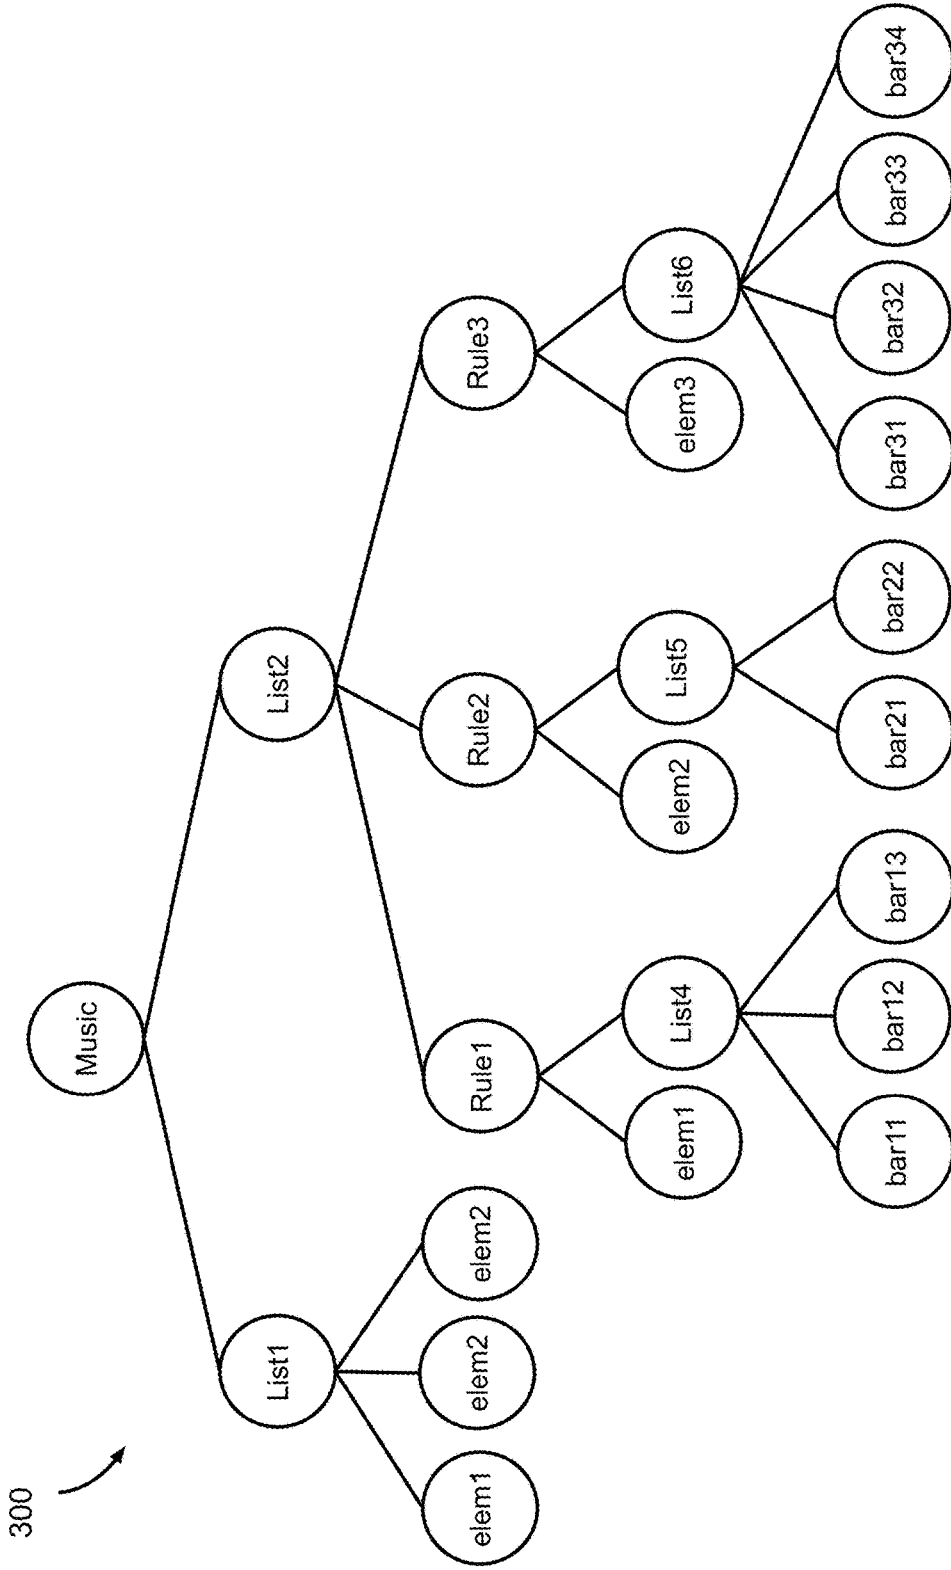 300
Music
List1
List2
elem1
elem2
elem2
Rule1
Rule2
Rule3
elem1
List4
elem2
List5
elem3
List6
bar11
bar12
bar13
bar21
bar22
bar31
bar32
bar33
bar34